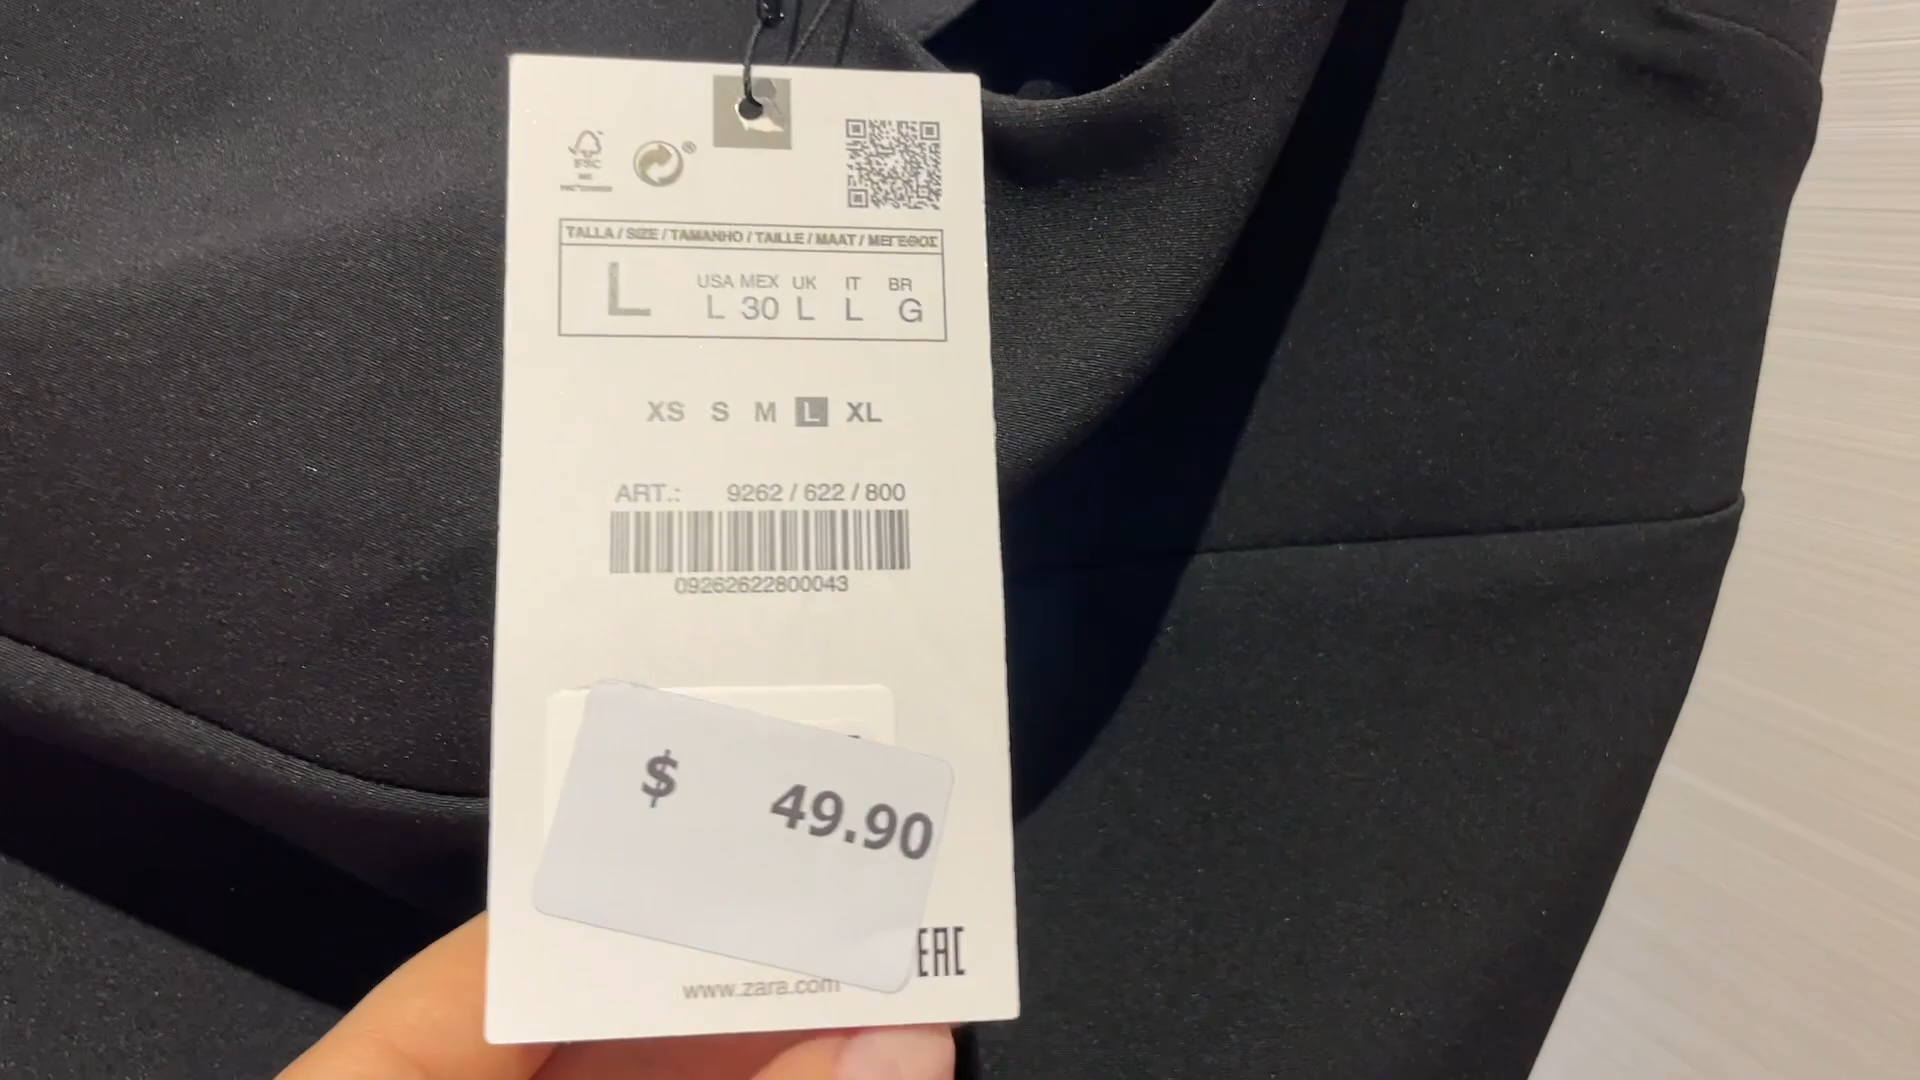 FSC
®
TALLA / SIZE / TAMANHO / TAILLE / MAAT / ΜΕΓΕΘΟΣ
L
USA MEX UK IT BR
L 30 L L G
XS S M L XL
ART.: 9262 / 622 / 800
09262622800043
$ 49.90
EAC
www.zara.com